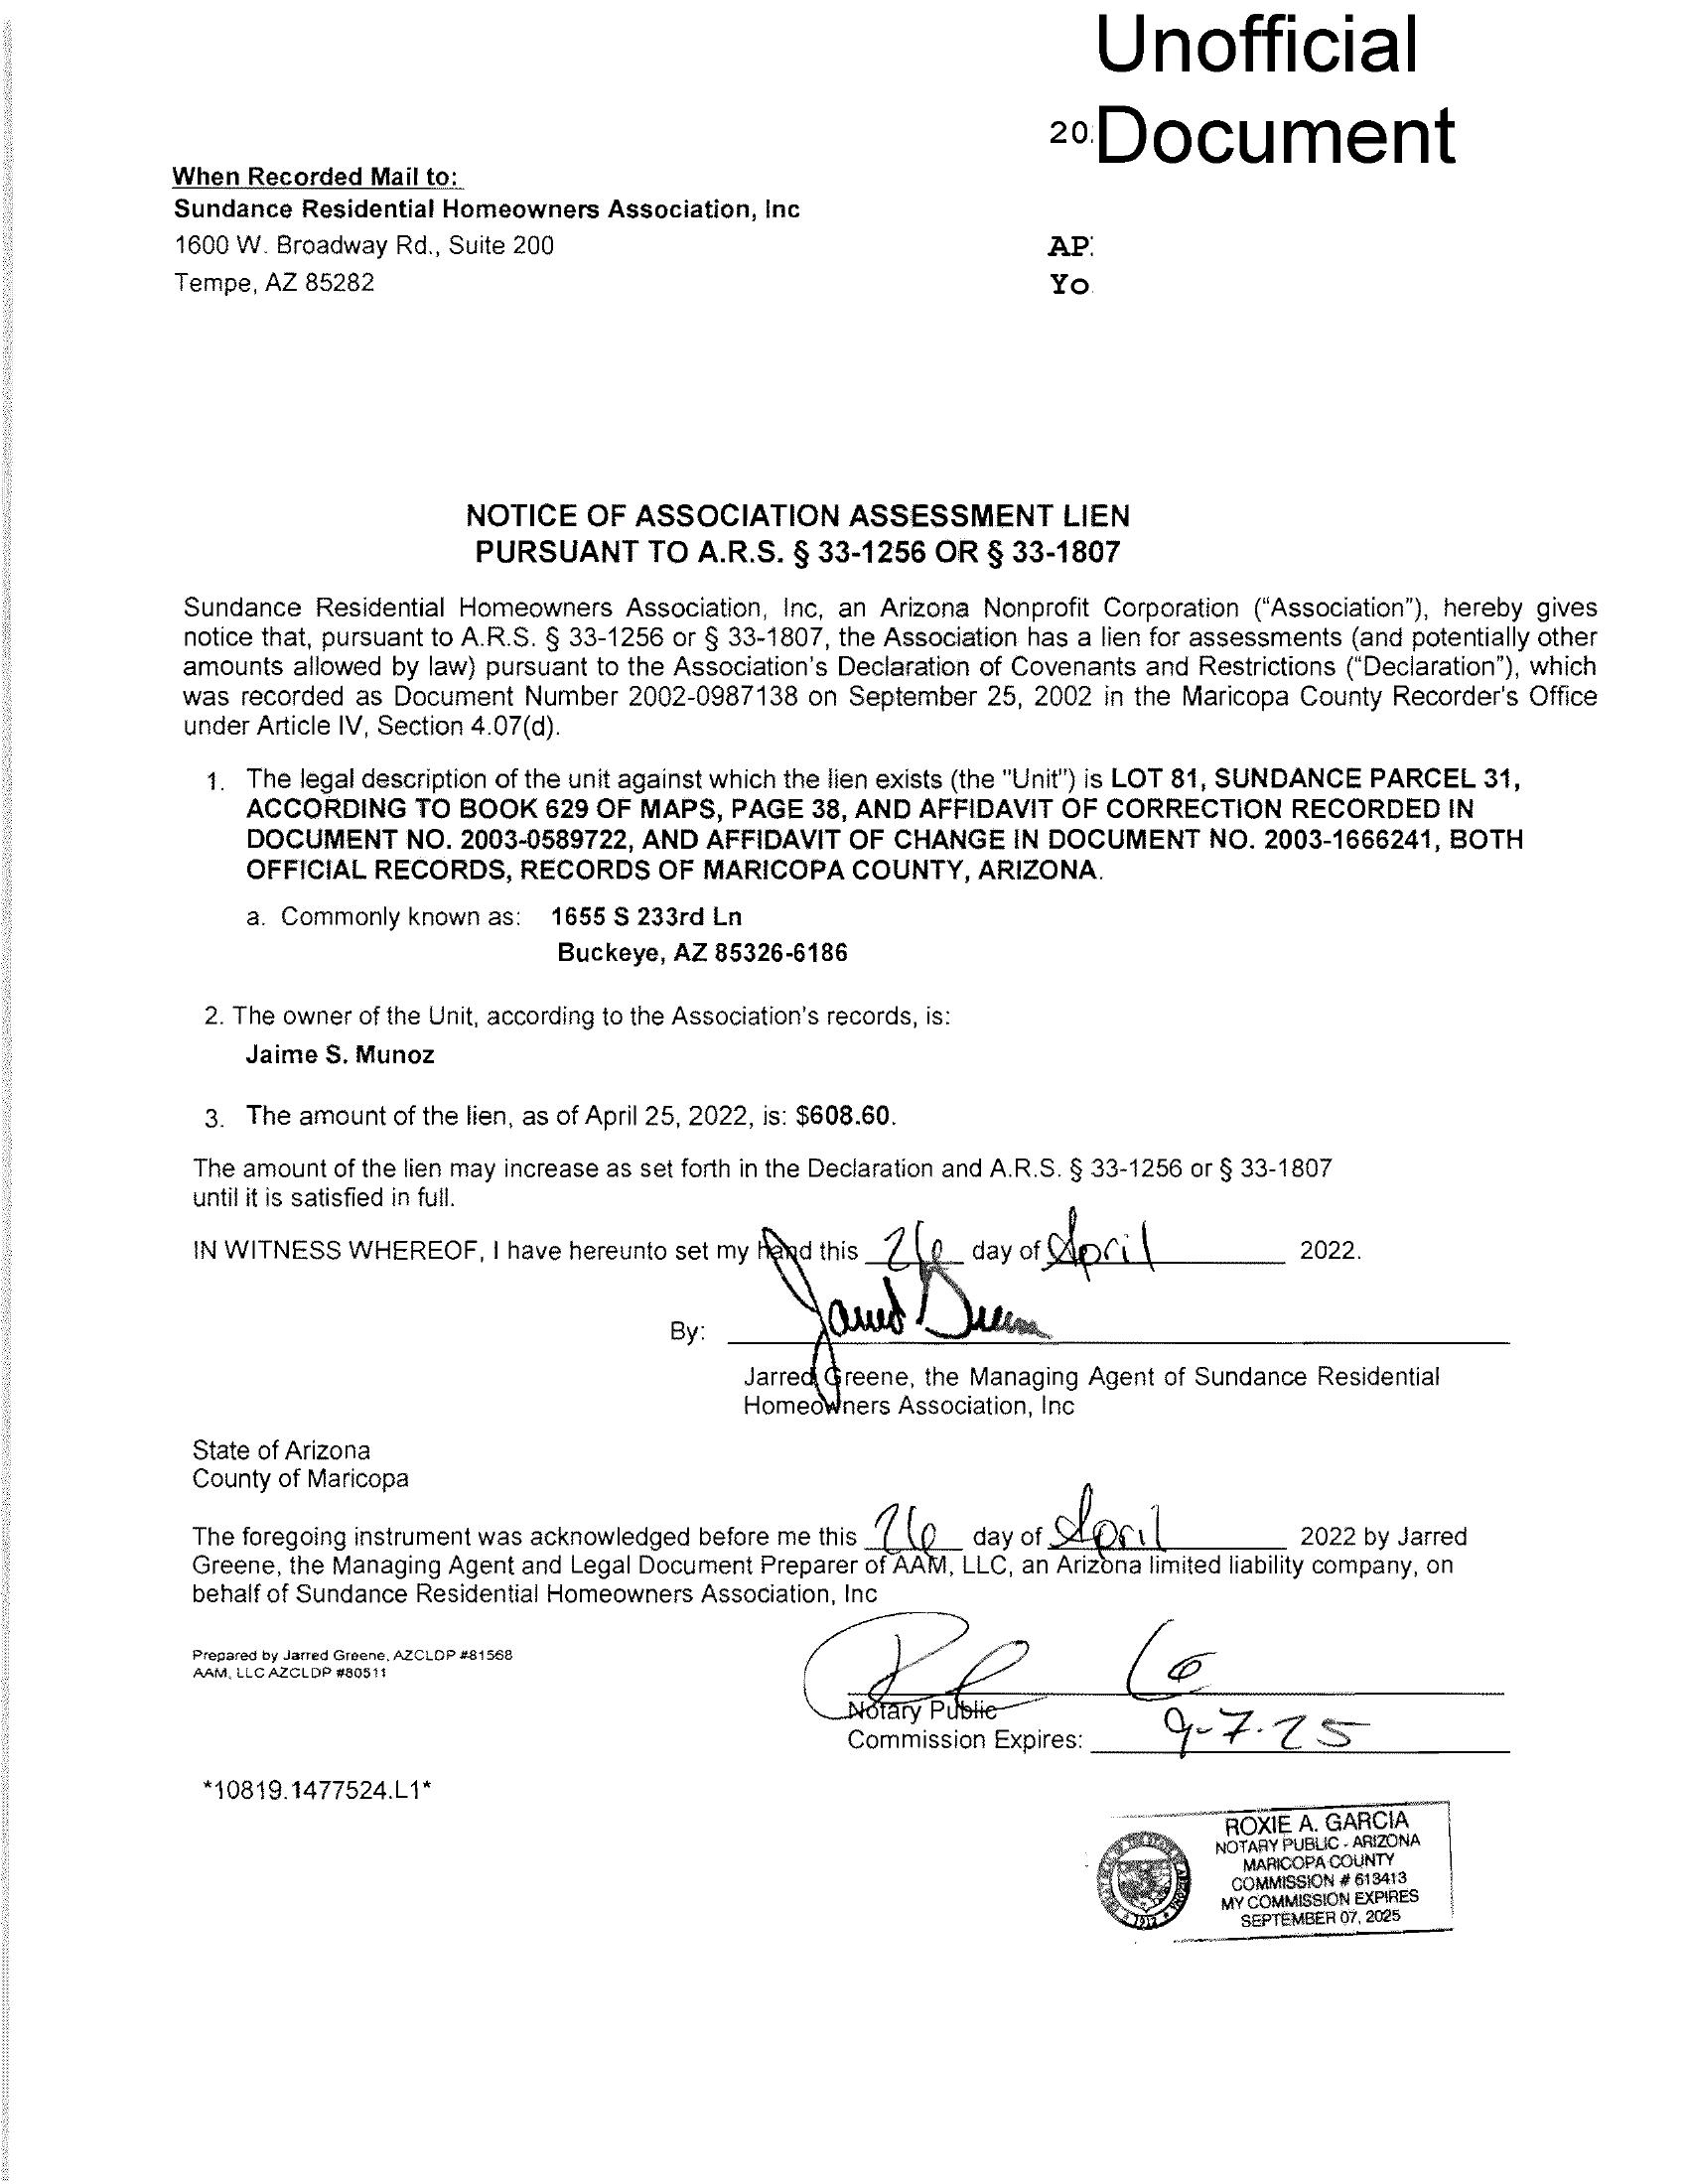 Unofficial
20 Document
When Recorded Mail to:
Sundance Residential Homeowners Association, Inc
1600 W. Broadway Rd., Suite 200
Tempe, AZ 85282
AP
Yo
NOTICE OF ASSOCIATION ASSESSMENT LIEN
PURSUANT TO A.R.S. § 33-1256 OR § 33-1807
Sundance Residential Homeowners Association, Inc, an Arizona Nonprofit Corporation (“Association”), hereby gives
notice that, pursuant to A.R.S. § 33-1256 or § 33-1807, the Association has a lien for assessments (and potentially other
amounts allowed by law) pursuant to the Association's Declaration of Covenants and Restrictions (“Declaration”), which
was recorded as Document Number 2002-0987138 on September 25, 2002 in the Maricopa County Recorder's Office
under Article IV, Section 4.07(d).
1. The legal description of the unit against which the lien exists (the "Unit") is LOT 81, SUNDANCE PARCEL 31,
ACCORDING TO BOOK 629 OF MAPS, PAGE 38, AND AFFIDAVIT OF CORRECTION RECORDED IN
DOCUMENT NO. 2003-0589722, AND AFFIDAVIT OF CHANGE IN DOCUMENT NO. 2003-1666241, BOTH
OFFICIAL RECORDS, RECORDS OF MARICOPA COUNTY, ARIZONA.
a. Commonly known as: 1655 S 233rd Ln
Buckeye, AZ 85326-6186
2. The owner of the Unit, according to the Association's records, is:
Jaime S. Munoz
3. The amount of the lien, as of April 25, 2022, is: $608.60.
The amount of the lien may increase as set forth in the Declaration and A.R.S. § 33-1256 or § 33-1807
until it is satisfied in full.
IN WITNESS WHEREOF, I have hereunto set my hand this 26 day of April 2022.
By:
Jarred Greene, the Managing Agent of Sundance Residential
Homeowners Association, Inc
State of Arizona
County of Maricopa
The foregoing instrument was acknowledged before me this 26 day of April 2022 by Jarred
Greene, the Managing Agent and Legal Document Preparer of AAM, LLC, an Arizona limited liability company, on
behalf of Sundance Residential Homeowners Association, Inc
Prepared by Jarred Greene, AZCLDP #81568
AAM, LLC AZCLDP #80511
Notary Public
Commission Expires: 9-7-25
*10819.1477524.L1*
ROXIE A. GARCIA
NOTARY PUBLIC - ARIZONA
MARICOPA COUNTY
COMMISSION # 613413
MY COMMISSION EXPIRES
SEPTEMBER 07, 2025